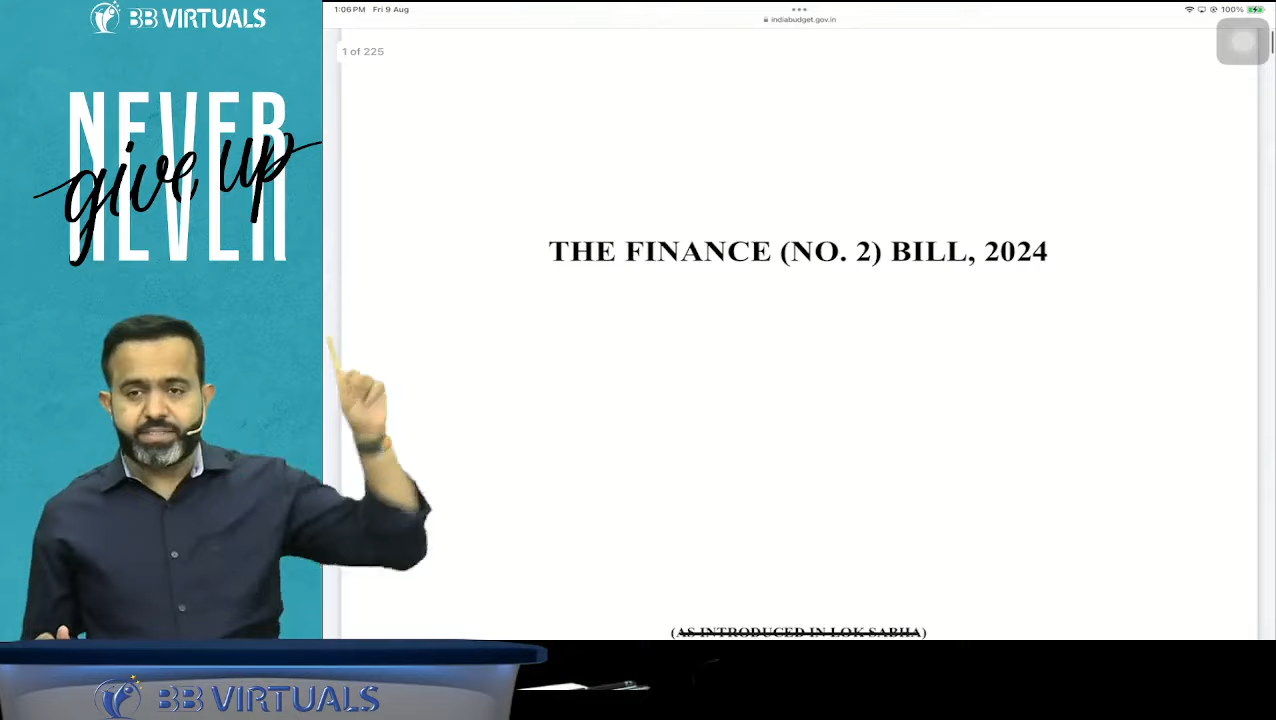 BB VIRTUALS
1:06 PM Fri 9 Aug
100%
indiabudget.gov.in
1 of 225
NEVER
give up
NEVER
THE FINANCE (NO. 2) BILL, 2024
(AS INTRODUCED IN LOK SABHA)
BB VIRTUALS